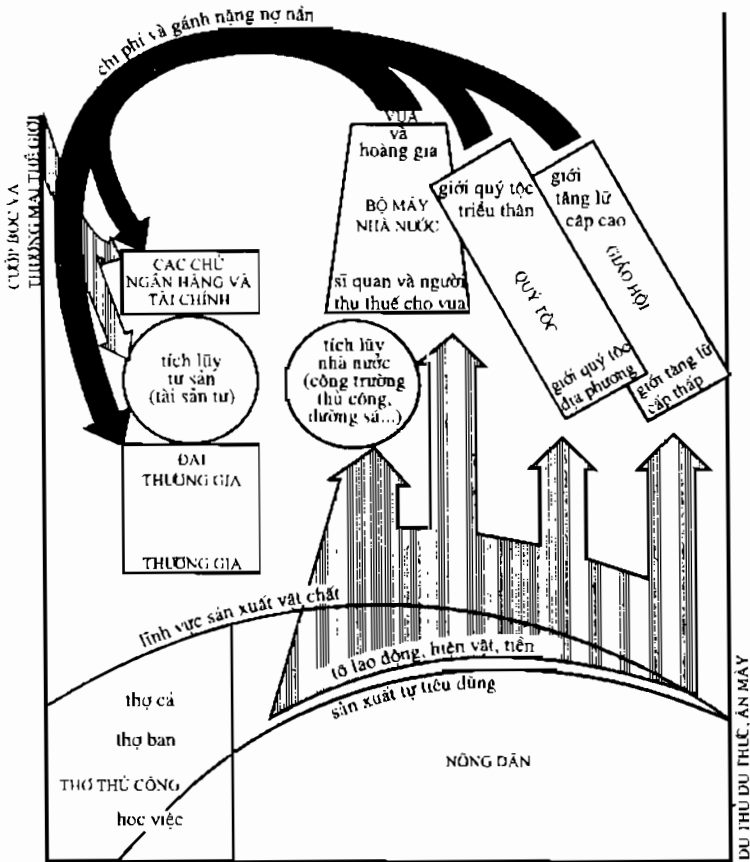 chi phí và gánh nặng nợ nần
CƯỚP BÓC VÀ
THƯƠNG MẠI THẾ GIỚI
VUA
và
hoàng gia
BỘ MÁY
NHÀ NƯỚC
sĩ quan và người
thu thuế cho vua
giới quý tộc
triều thân
QUÝ TỘC
giới quý tộc
địa phương
giới
tăng lữ
cấp cao
GIÁO HỘI
giới tăng lữ
cấp thấp
CÁC CHỦ
NGÂN HÀNG VÀ
TÀI CHÍNH
tích lũy
tư sản
(tài sản tư)
tích lũy
nhà nước
(công trường
thủ công,
đường sá...)
ĐẠI
THƯƠNG GIA
THƯƠNG GIA
lĩnh vực sản xuất vật chất
tô lao động, hiện vật, tiền
sản xuất tự tiêu dùng
thợ cả
thợ bạn
THỢ THỦ CÔNG
học việc
NÔNG DÂN
DU THỦ DU THỰC, ĂN MÀY